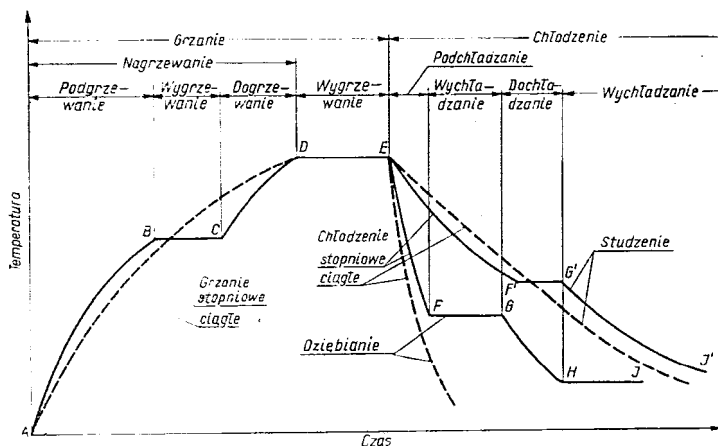 Grzanie
Chłodzenie
Nagrzewanie
Podchładzanie
Podgrze-
wanie
Wygrze-
wanie
Dogrze-
wanie
Wygrze-
wanie
Wychła-
dzanie
Dochła-
dzanie
Wychładzanie
Temperatura
A
B
C
D
E
F
G
H
J
F'
G'
J'
Grzanie
stopniowe
ciągłe
Chłodzenie
stopniowe
ciągłe
Studzenie
Oziębianie
Czas